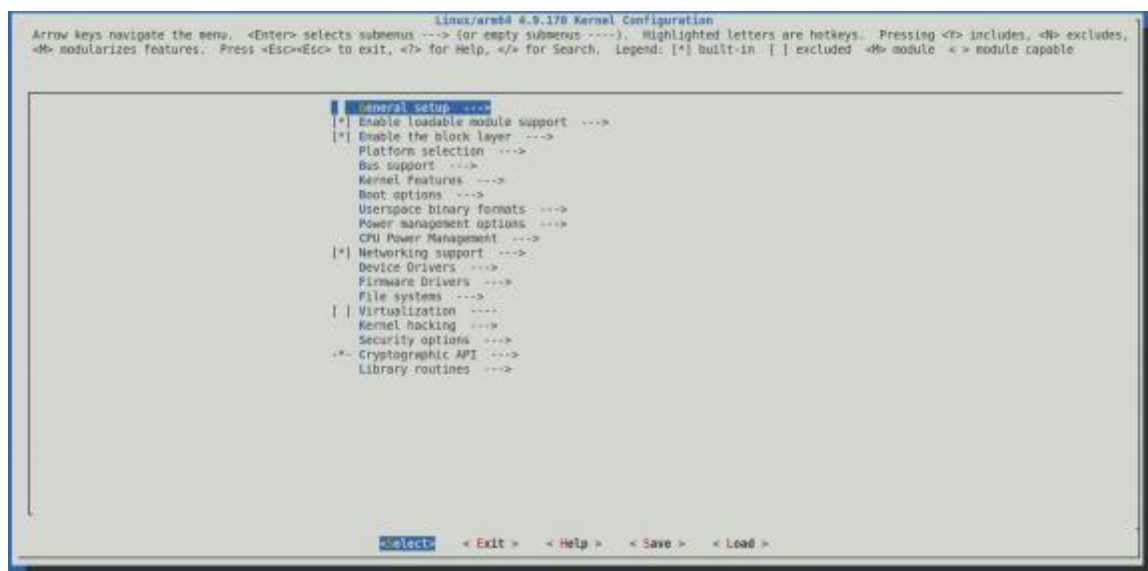 Linux/arm64 4.9.170 Kernel Configuration
Arrow keys navigate the menu. <Enter> selects submenus ---> (or empty submenus ----). Highlighted letters are hotkeys. Pressing <Y> includes, <N> excludes,
<M> modularizes features. Press <Esc><Esc> to exit, <?> for Help, </> for Search. Legend: [*] built-in [ ] excluded <M> module < > module capable
General setup --->
[*] Enable loadable module support --->
[*] Enable the block layer --->
Platform selection --->
Bus support --->
Kernel Features --->
Boot options --->
Userspace binary formats --->
Power management options --->
CPU Power Management --->
[*] Networking support --->
Device Drivers --->
Firmware Drivers --->
File systems --->
[ ] Virtualization ----
Kernel hacking --->
Security options --->
-*- Cryptographic API --->
Library routines --->
<Select> < Exit > < Help > < Save > < Load >